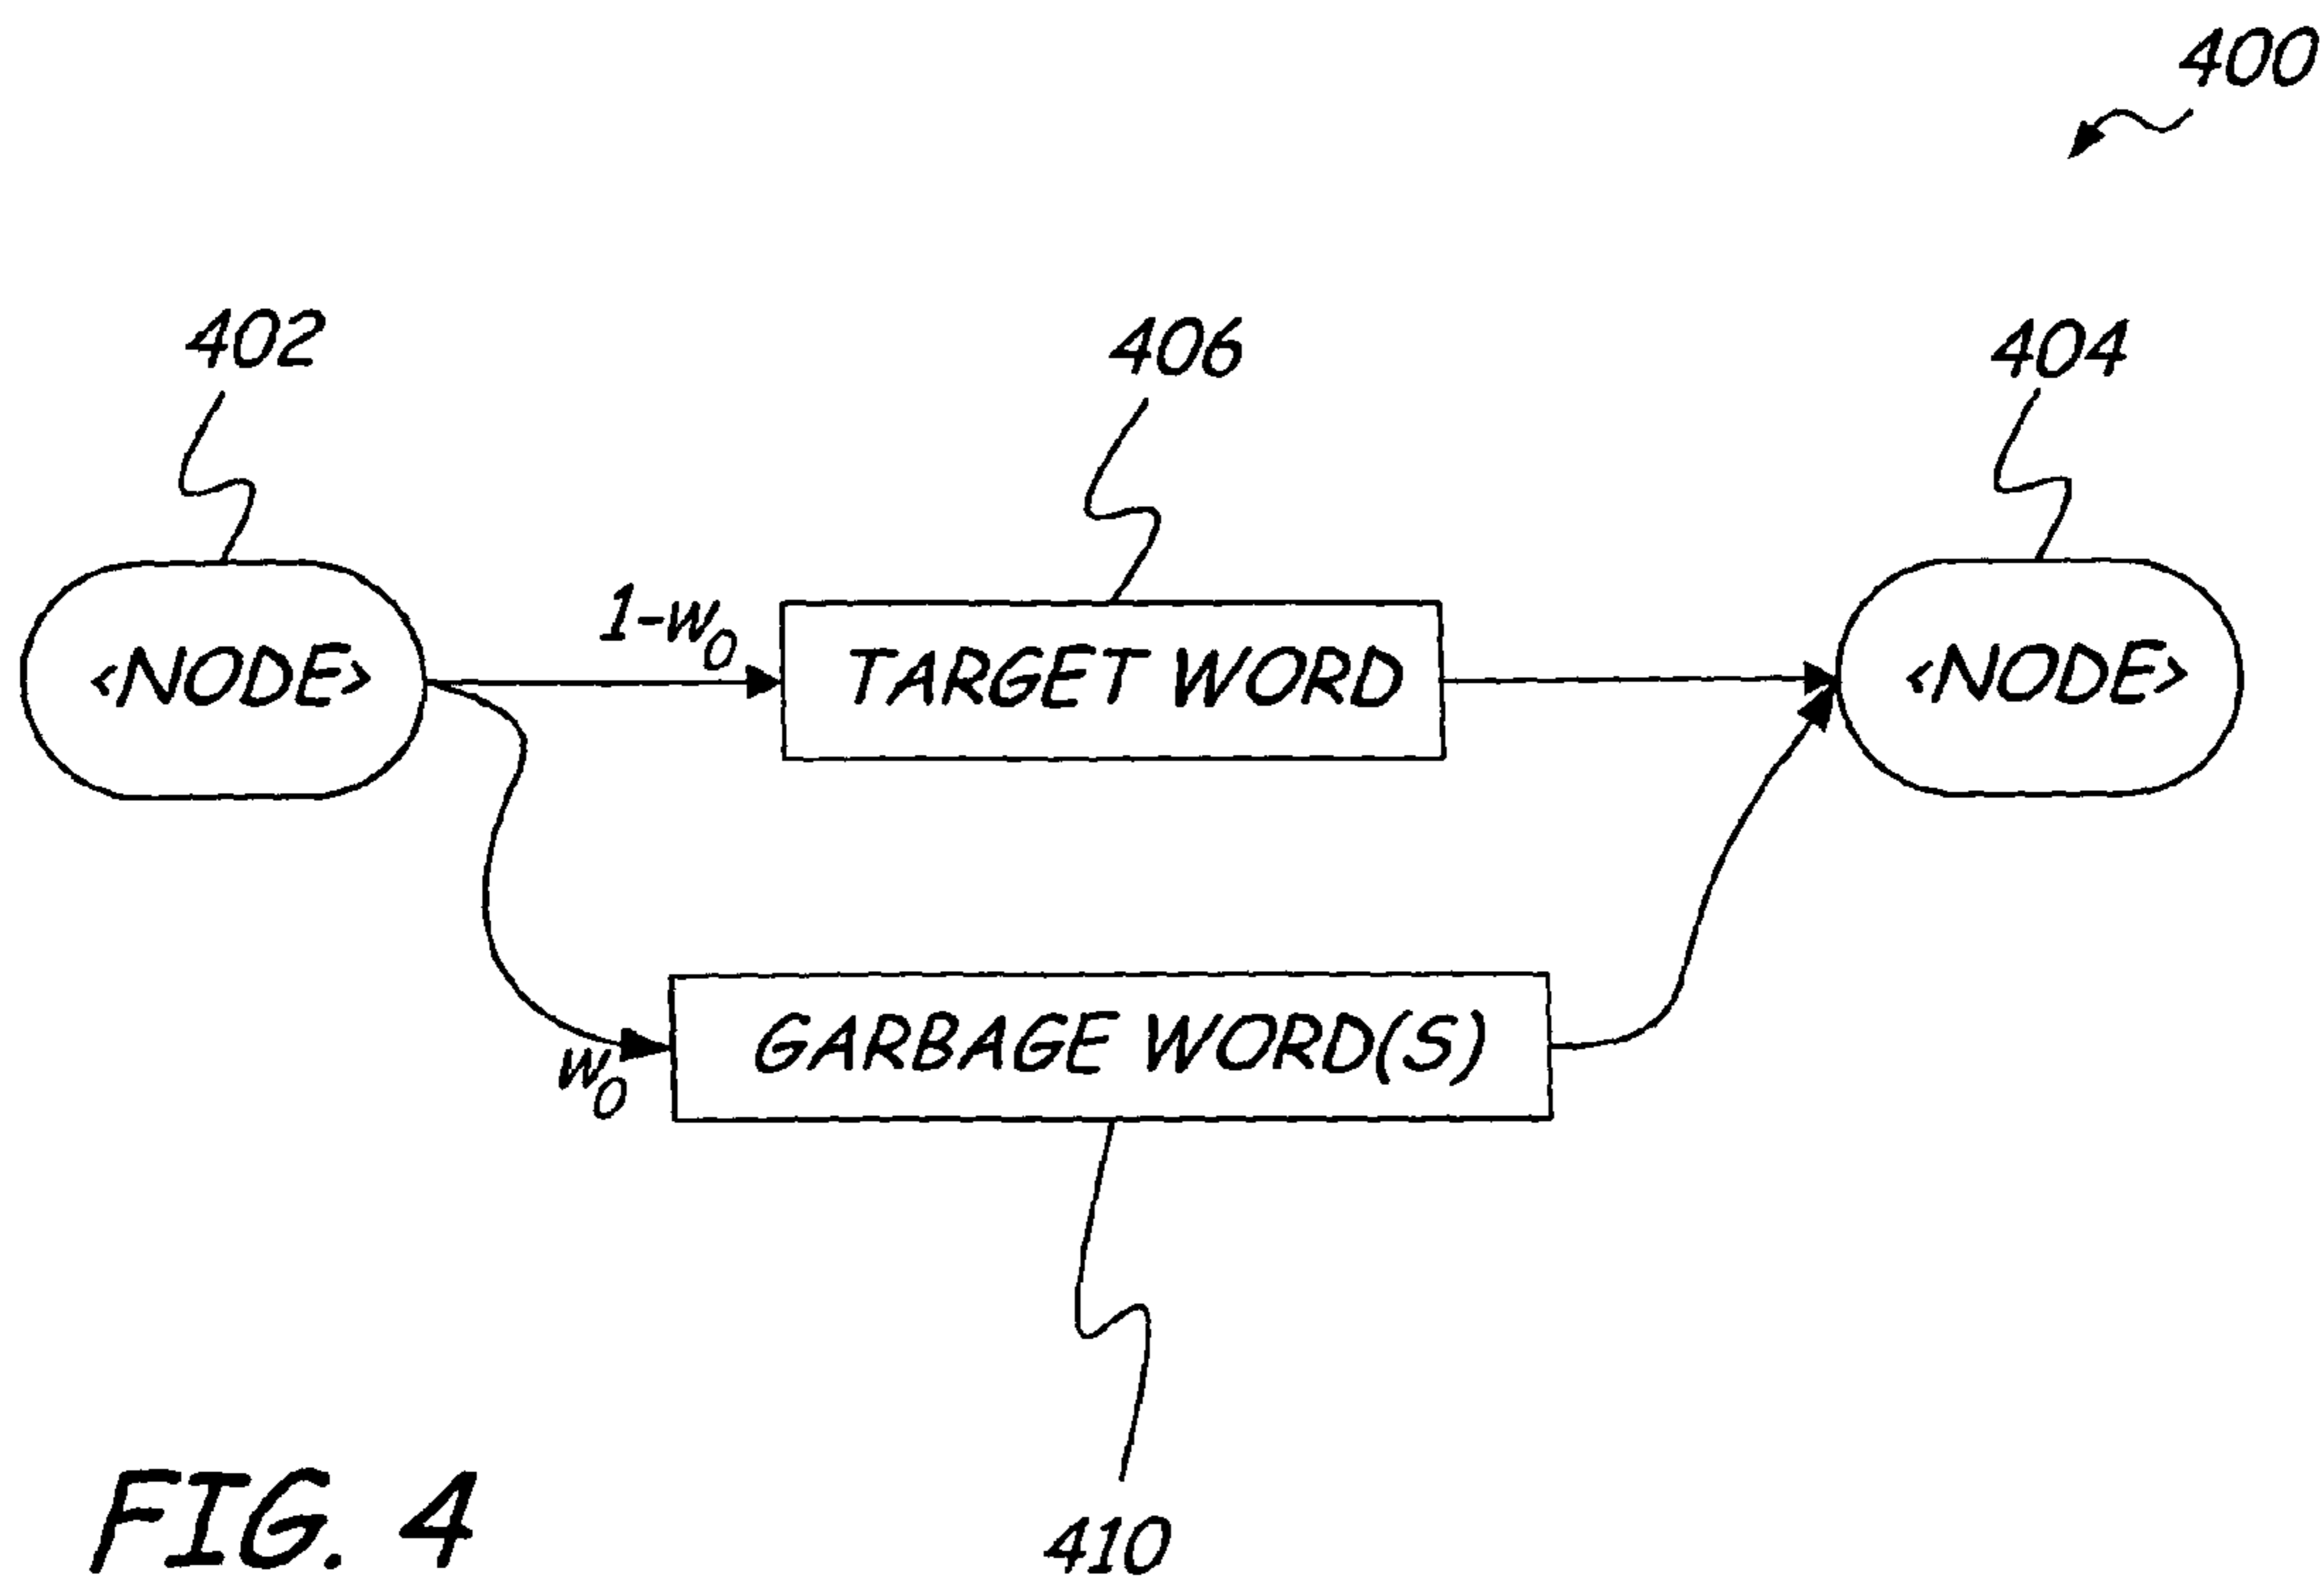 400
402
406
404
1-w0
<NODE>
TARGET WORD
<NODE>
GARBAGE WORD(S)
w0
410
FIG. 4